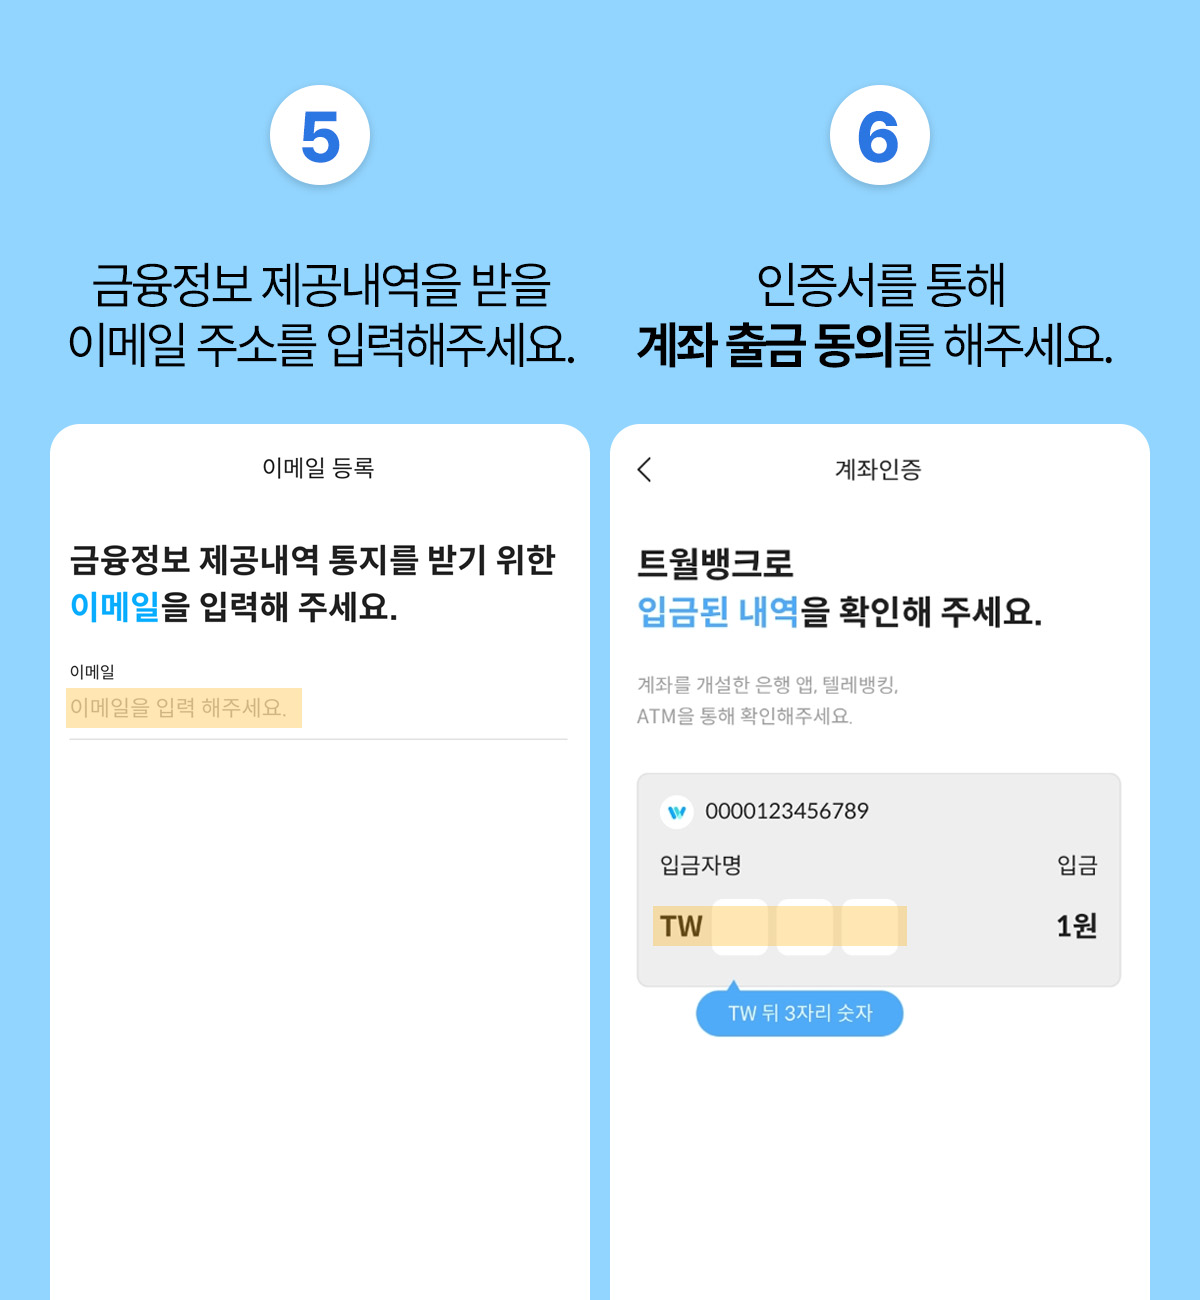 5
금융정보 제공내역을 받을
이메일 주소를 입력해주세요.
이메일 등록
금융정보 제공내역 통지를 받기 위한
이메일을 입력해 주세요.
이메일
이메일을 입력 해주세요.
6
인증서를 통해
계좌 출금 동의를 해주세요.
계좌인증
트월뱅크로
입금된 내역을 확인해 주세요.
계좌를 개설한 은행 앱, 텔레뱅킹,
ATM을 통해 확인해주세요.
0000123456789
입금자명 입금
TW 1원
TW 뒤 3자리 숫자